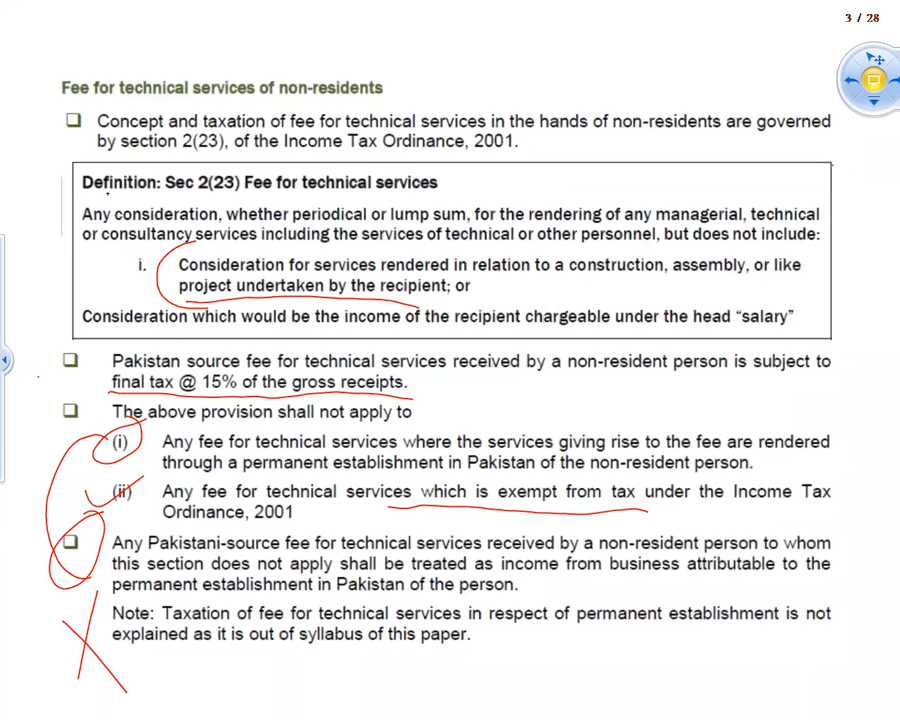 3 / 28
Fee for technical services of non-residents
Concept and taxation of fee for technical services in the hands of non-residents are governed
by section 2(23), of the Income Tax Ordinance, 2001.
Definition: Sec 2(23) Fee for technical services
Any consideration, whether periodical or lump sum, for the rendering of any managerial, technical
or consultancy services including the services of technical or other personnel, but does not include:
i. Consideration for services rendered in relation to a construction, assembly, or like
project undertaken by the recipient; or
Consideration which would be the income of the recipient chargeable under the head “salary”
Pakistan source fee for technical services received by a non-resident person is subject to
final tax @ 15% of the gross receipts.
The above provision shall not apply to
(i) Any fee for technical services where the services giving rise to the fee are rendered
through a permanent establishment in Pakistan of the non-resident person.
(ii) Any fee for technical services which is exempt from tax under the Income Tax
Ordinance, 2001
Any Pakistani-source fee for technical services received by a non-resident person to whom
this section does not apply shall be treated as income from business attributable to the
permanent establishment in Pakistan of the person.
Note: Taxation of fee for technical services in respect of permanent establishment is not
explained as it is out of syllabus of this paper.